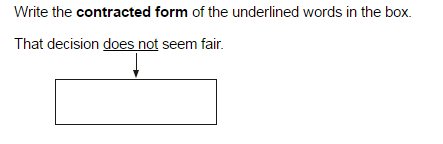 Write the contracted form of the underlined words in the box.
That decision does not seem fair.